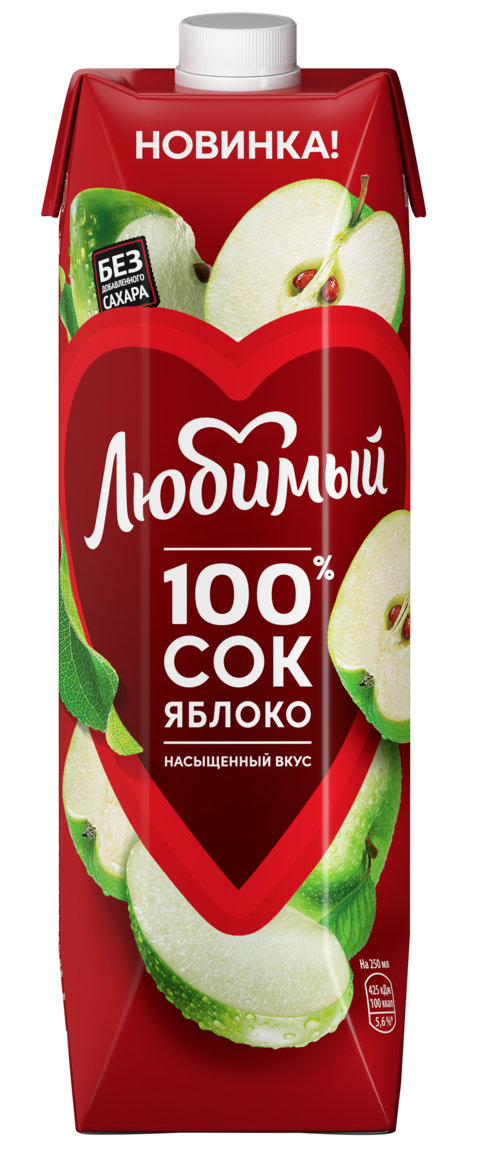 НОВИНКА!
БЕЗ
ДОБАВЛЕННОГО
САХАРА
Любимый
100%
СОК
ЯБЛОКО
НАСЫЩЕННЫЙ ВКУС
На 250 мл
425 кДж
100 ккал
5,6%*